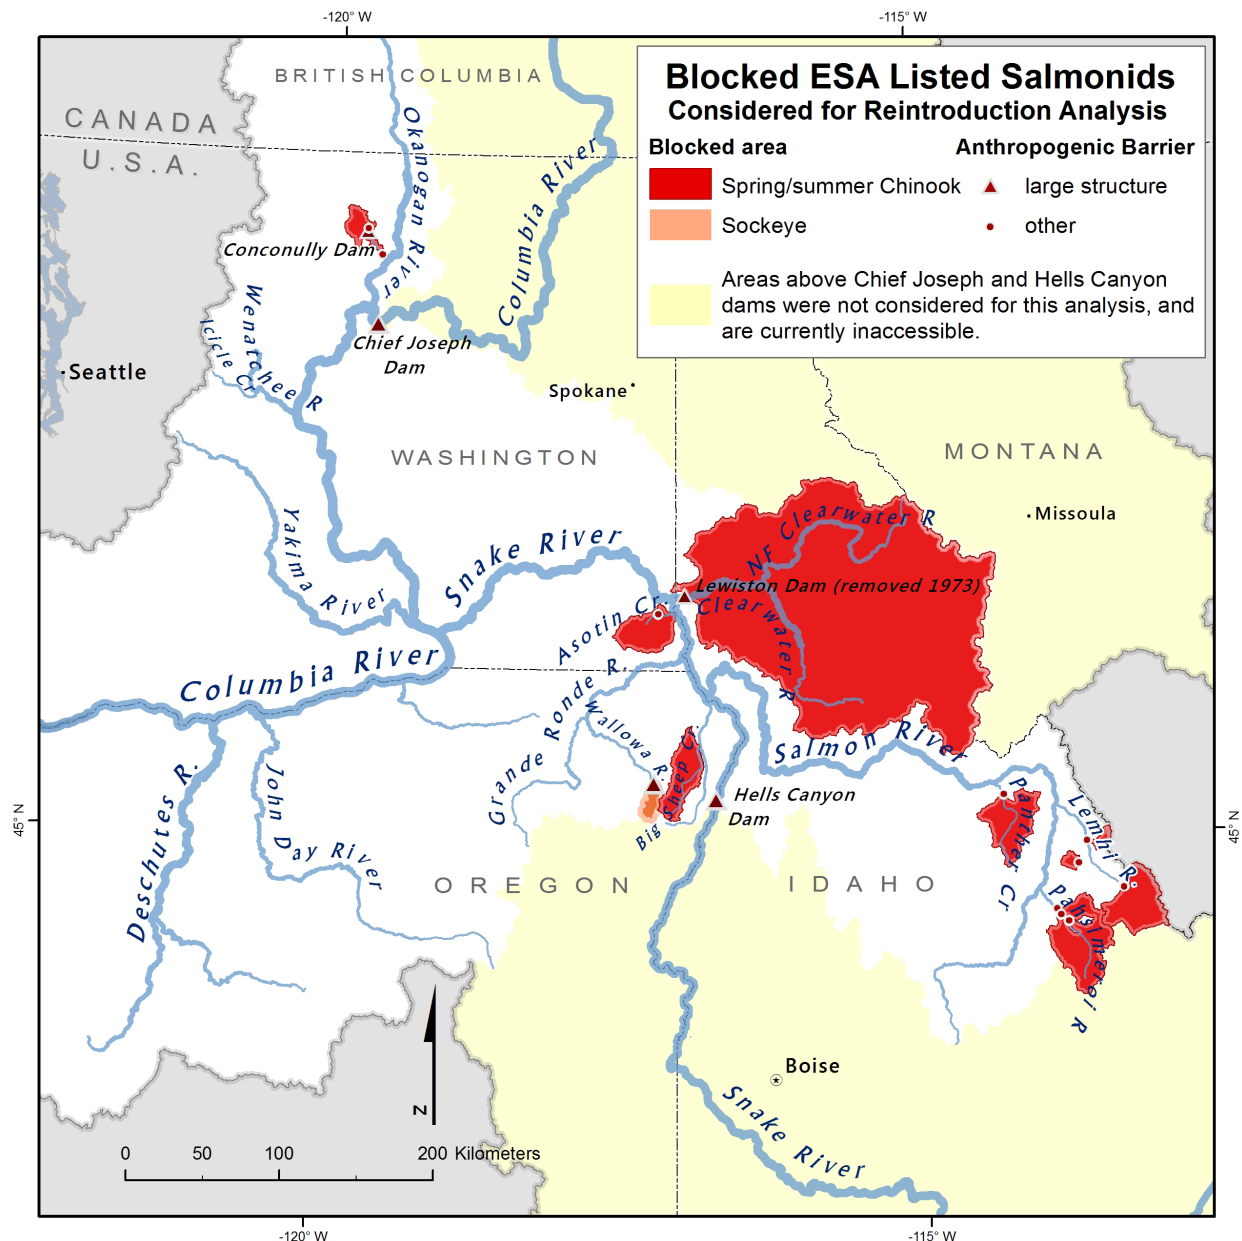 -120° W
-115° W
BRITISH COLUMBIA
CANADA
U.S.A.
Okanogan River
Columbia River
Blocked ESA Listed Salmonids
Considered for Reintroduction Analysis
Blocked area
Anthropogenic Barrier
Spring/summer Chinook
large structure
Sockeye
other
Areas above Chief Joseph and Hells Canyon
dams were not considered for this analysis, and
are currently inaccessible.
Conconully Dam
Wenatchee R
Icicle Cr
Chief Joseph
Dam
Seattle
Spokane
WASHINGTON
MONTANA
Missoula
Yakima River
Snake River
NF Clearwater R
Lewiston Dam (removed 1973)
Clearwater R
Asotin Cr.
Columbia River
Grande Ronde R.
Wallowa R.
Big Sheep Cr.
Salmon River
Hells Canyon
Dam
Panther Cr
Lemhi R.
Pahsimeroi R
Deschutes R.
John Day River
45° N
45° N
OREGON
IDAHO
Boise
Snake River
N
0
50
100
200 Kilometers
-120° W
-115° W